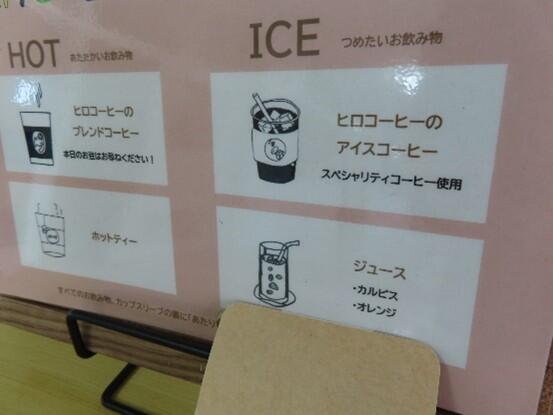 HOT あたたかいお飲み物
ヒロコーヒーの
ブレンドコーヒー
本日のお豆はお尋ねください！
ホットティー
ICE つめたいお飲み物
ヒロコーヒーの
アイスコーヒー
スペシャリティコーヒー使用
ジュース
・カルピス
・オレンジ
すべてのお飲み物、カップスリーブの裏に「あたり